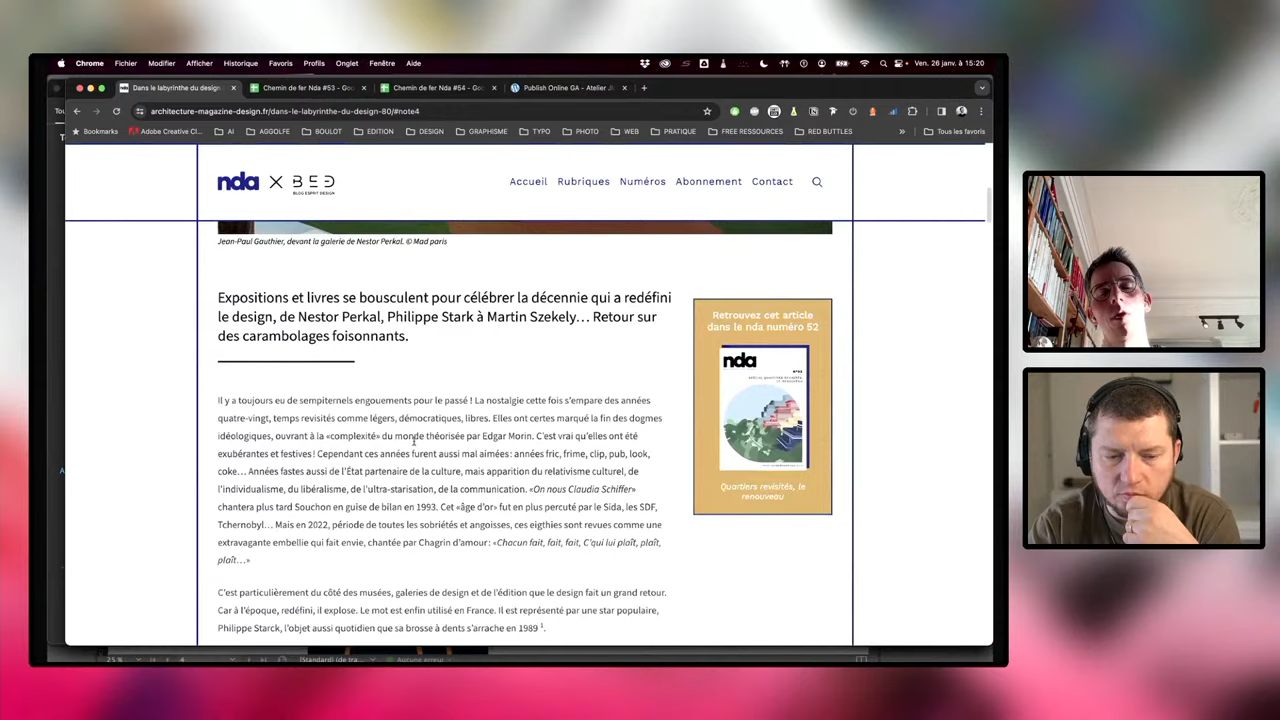 Chrome Fichier Modifier Afficher Historique Favoris Profils Onglet Fenêtre Aide
Ven. 26 janv. à 15:20
Dans le labyrinthe du design
Chemin de fer Nda #53 - Goo
Chemin de fer Nda #54 - Goo
Publish Online GA - Atelier JL
architecture-magazine-design.fr/dans-le-labyrinthe-du-design-80/#note4
Bookmarks Adobe Creative Cl... AI AGGOLFE BOULOT EDITION DESIGN GRAPHISME TYPO PHOTO WEB PRATIQUE FREE RESSOURCES RED BUTTLES » Tous les favoris
nda X BED
BLOG ESPRIT DESIGN
Accueil Rubriques Numéros Abonnement Contact
Jean-Paul Gauthier, devant la galerie de Nestor Perkal. © Mad paris
Expositions et livres se bousculent pour célébrer la décennie qui a redéfini
le design, de Nestor Perkal, Philippe Stark à Martin Szekely… Retour sur
des carambolages foisonnants.
Retrouvez cet article
dans le nda numéro 52
nda
Quartiers revisités, le
renouveau
Il y a toujours eu de sempiternels engouements pour le passé ! La nostalgie cette fois s'empare des années
quatre-vingt, temps revisités comme légers, démocratiques, libres. Elles ont certes marqué la fin des dogmes
idéologiques, ouvrant à la «complexité» du monde théorisée par Edgar Morin. C'est vrai qu'elles ont été
exubérantes et festives ! Cependant ces années furent aussi mal aimées : années fric, frime, clip, pub, look,
coke… Années fastes aussi de l'État partenaire de la culture, mais apparition du relativisme culturel, de
l'individualisme, du libéralisme, de l'ultra-starisation, de la communication. «On nous Claudia Schiffer»
chantera plus tard Souchon en guise de bilan en 1993. Cet «âge d'or» fut en plus percuté par le Sida, les SDF,
Tchernobyl… Mais en 2022, période de toutes les sobriétés et angoisses, ces eigthies sont revues comme une
extravagante embellie qui fait envie, chantée par Chagrin d'amour : «Chacun fait, fait, fait, C'qui lui plaît, plaît,
plaît…»
C'est particulièrement du côté des musées, galeries de design et de l'édition que le design fait un grand retour.
Car à l'époque, redéfini, il explose. Le mot est enfin utilisé en France. Il est représenté par une star populaire,
Philippe Starck, l'objet aussi quotidien que sa brosse à dents s'arrache en 1989 1.
25 % 4 [Standard] (de tra... Aucune erreur